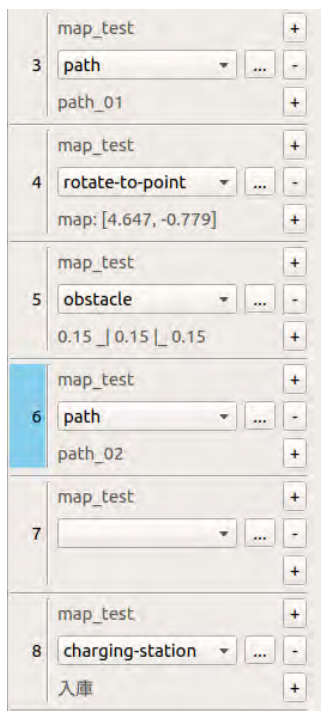 map_test +
3 path ... -
path_01 +
map_test +
4 rotate-to-point ... -
map: [4.647, -0.779] +
map_test +
5 obstacle ... -
0.15 _| 0.15 |_ 0.15 +
map_test +
6 path ... -
path_02 +
map_test +
7 ... -
+
map_test +
8 charging-station ... -
入庫 +